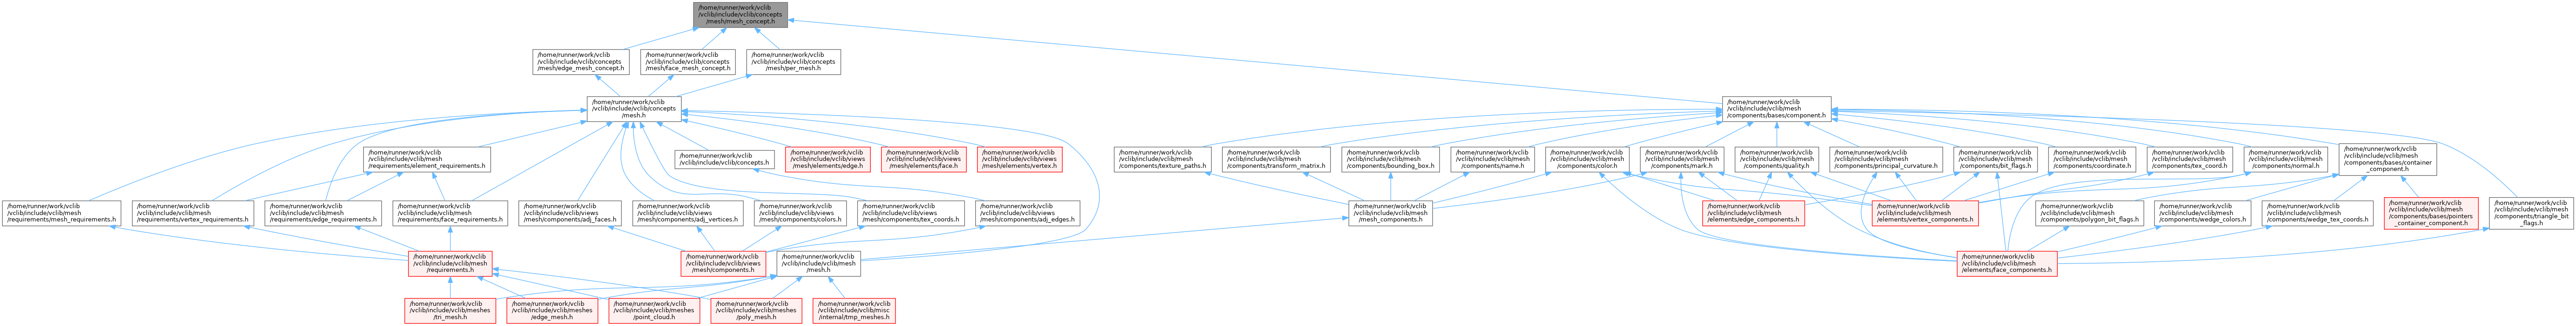 /home/runner/work/vclib
/vclib/include/vclib/concepts
/mesh/mesh_concept.h
/home/runner/work/vclib
/vclib/include/vclib/concepts
/mesh/edge_mesh_concept.h
/home/runner/work/vclib
/vclib/include/vclib/concepts
/mesh/face_mesh_concept.h
/home/runner/work/vclib
/vclib/include/vclib/concepts
/mesh/per_mesh.h
/home/runner/work/vclib
/vclib/include/vclib/concepts
/mesh.h
/home/runner/work/vclib
/vclib/include/vclib/mesh
/components/bases/component.h
/home/runner/work/vclib
/vclib/include/vclib/mesh
/requirements/element_requirements.h
/home/runner/work/vclib
/vclib/include/vclib/concepts.h
/home/runner/work/vclib
/vclib/include/vclib/views
/mesh/elements/edge.h
/home/runner/work/vclib
/vclib/include/vclib/views
/mesh/elements/face.h
/home/runner/work/vclib
/vclib/include/vclib/views
/mesh/elements/vertex.h
/home/runner/work/vclib
/vclib/include/vclib/mesh
/components/texture_paths.h
/home/runner/work/vclib
/vclib/include/vclib/mesh
/components/transform_matrix.h
/home/runner/work/vclib
/vclib/include/vclib/mesh
/components/bounding_box.h
/home/runner/work/vclib
/vclib/include/vclib/mesh
/components/name.h
/home/runner/work/vclib
/vclib/include/vclib/mesh
/components/color.h
/home/runner/work/vclib
/vclib/include/vclib/mesh
/components/mark.h
/home/runner/work/vclib
/vclib/include/vclib/mesh
/components/quality.h
/home/runner/work/vclib
/vclib/include/vclib/mesh
/components/principal_curvature.h
/home/runner/work/vclib
/vclib/include/vclib/mesh
/components/bit_flags.h
/home/runner/work/vclib
/vclib/include/vclib/mesh
/components/coordinate.h
/home/runner/work/vclib
/vclib/include/vclib/mesh
/components/tex_coord.h
/home/runner/work/vclib
/vclib/include/vclib/mesh
/components/normal.h
/home/runner/work/vclib
/vclib/include/vclib/mesh
/components/bases/container
_component.h
/home/runner/work/vclib
/vclib/include/vclib/mesh
/requirements/mesh_requirements.h
/home/runner/work/vclib
/vclib/include/vclib/mesh
/requirements/vertex_requirements.h
/home/runner/work/vclib
/vclib/include/vclib/mesh
/requirements/edge_requirements.h
/home/runner/work/vclib
/vclib/include/vclib/mesh
/requirements/face_requirements.h
/home/runner/work/vclib
/vclib/include/vclib/views
/mesh/components/adj_faces.h
/home/runner/work/vclib
/vclib/include/vclib/views
/mesh/components/adj_vertices.h
/home/runner/work/vclib
/vclib/include/vclib/views
/mesh/components/colors.h
/home/runner/work/vclib
/vclib/include/vclib/views
/mesh/components/tex_coords.h
/home/runner/work/vclib
/vclib/include/vclib/views
/mesh/components/adj_edges.h
/home/runner/work/vclib
/vclib/include/vclib/mesh
/mesh_components.h
/home/runner/work/vclib
/vclib/include/vclib/mesh
/elements/edge_components.h
/home/runner/work/vclib
/vclib/include/vclib/mesh
/elements/vertex_components.h
/home/runner/work/vclib
/vclib/include/vclib/mesh
/components/polygon_bit_flags.h
/home/runner/work/vclib
/vclib/include/vclib/mesh
/components/wedge_colors.h
/home/runner/work/vclib
/vclib/include/vclib/mesh
/components/wedge_tex_coords.h
/home/runner/work/vclib
/vclib/include/vclib/mesh
/components/bases/pointers
_container_component.h
/home/runner/work/vclib
/vclib/include/vclib/mesh
/components/triangle_bit
_flags.h
/home/runner/work/vclib
/vclib/include/vclib/mesh
/requirements.h
/home/runner/work/vclib
/vclib/include/vclib/views
/mesh/components.h
/home/runner/work/vclib
/vclib/include/vclib/mesh
/mesh.h
/home/runner/work/vclib
/vclib/include/vclib/mesh
/elements/face_components.h
/home/runner/work/vclib
/vclib/include/vclib/meshes
/tri_mesh.h
/home/runner/work/vclib
/vclib/include/vclib/meshes
/edge_mesh.h
/home/runner/work/vclib
/vclib/include/vclib/meshes
/point_cloud.h
/home/runner/work/vclib
/vclib/include/vclib/meshes
/poly_mesh.h
/home/runner/work/vclib
/vclib/include/vclib/misc
/internal/tmp_meshes.h